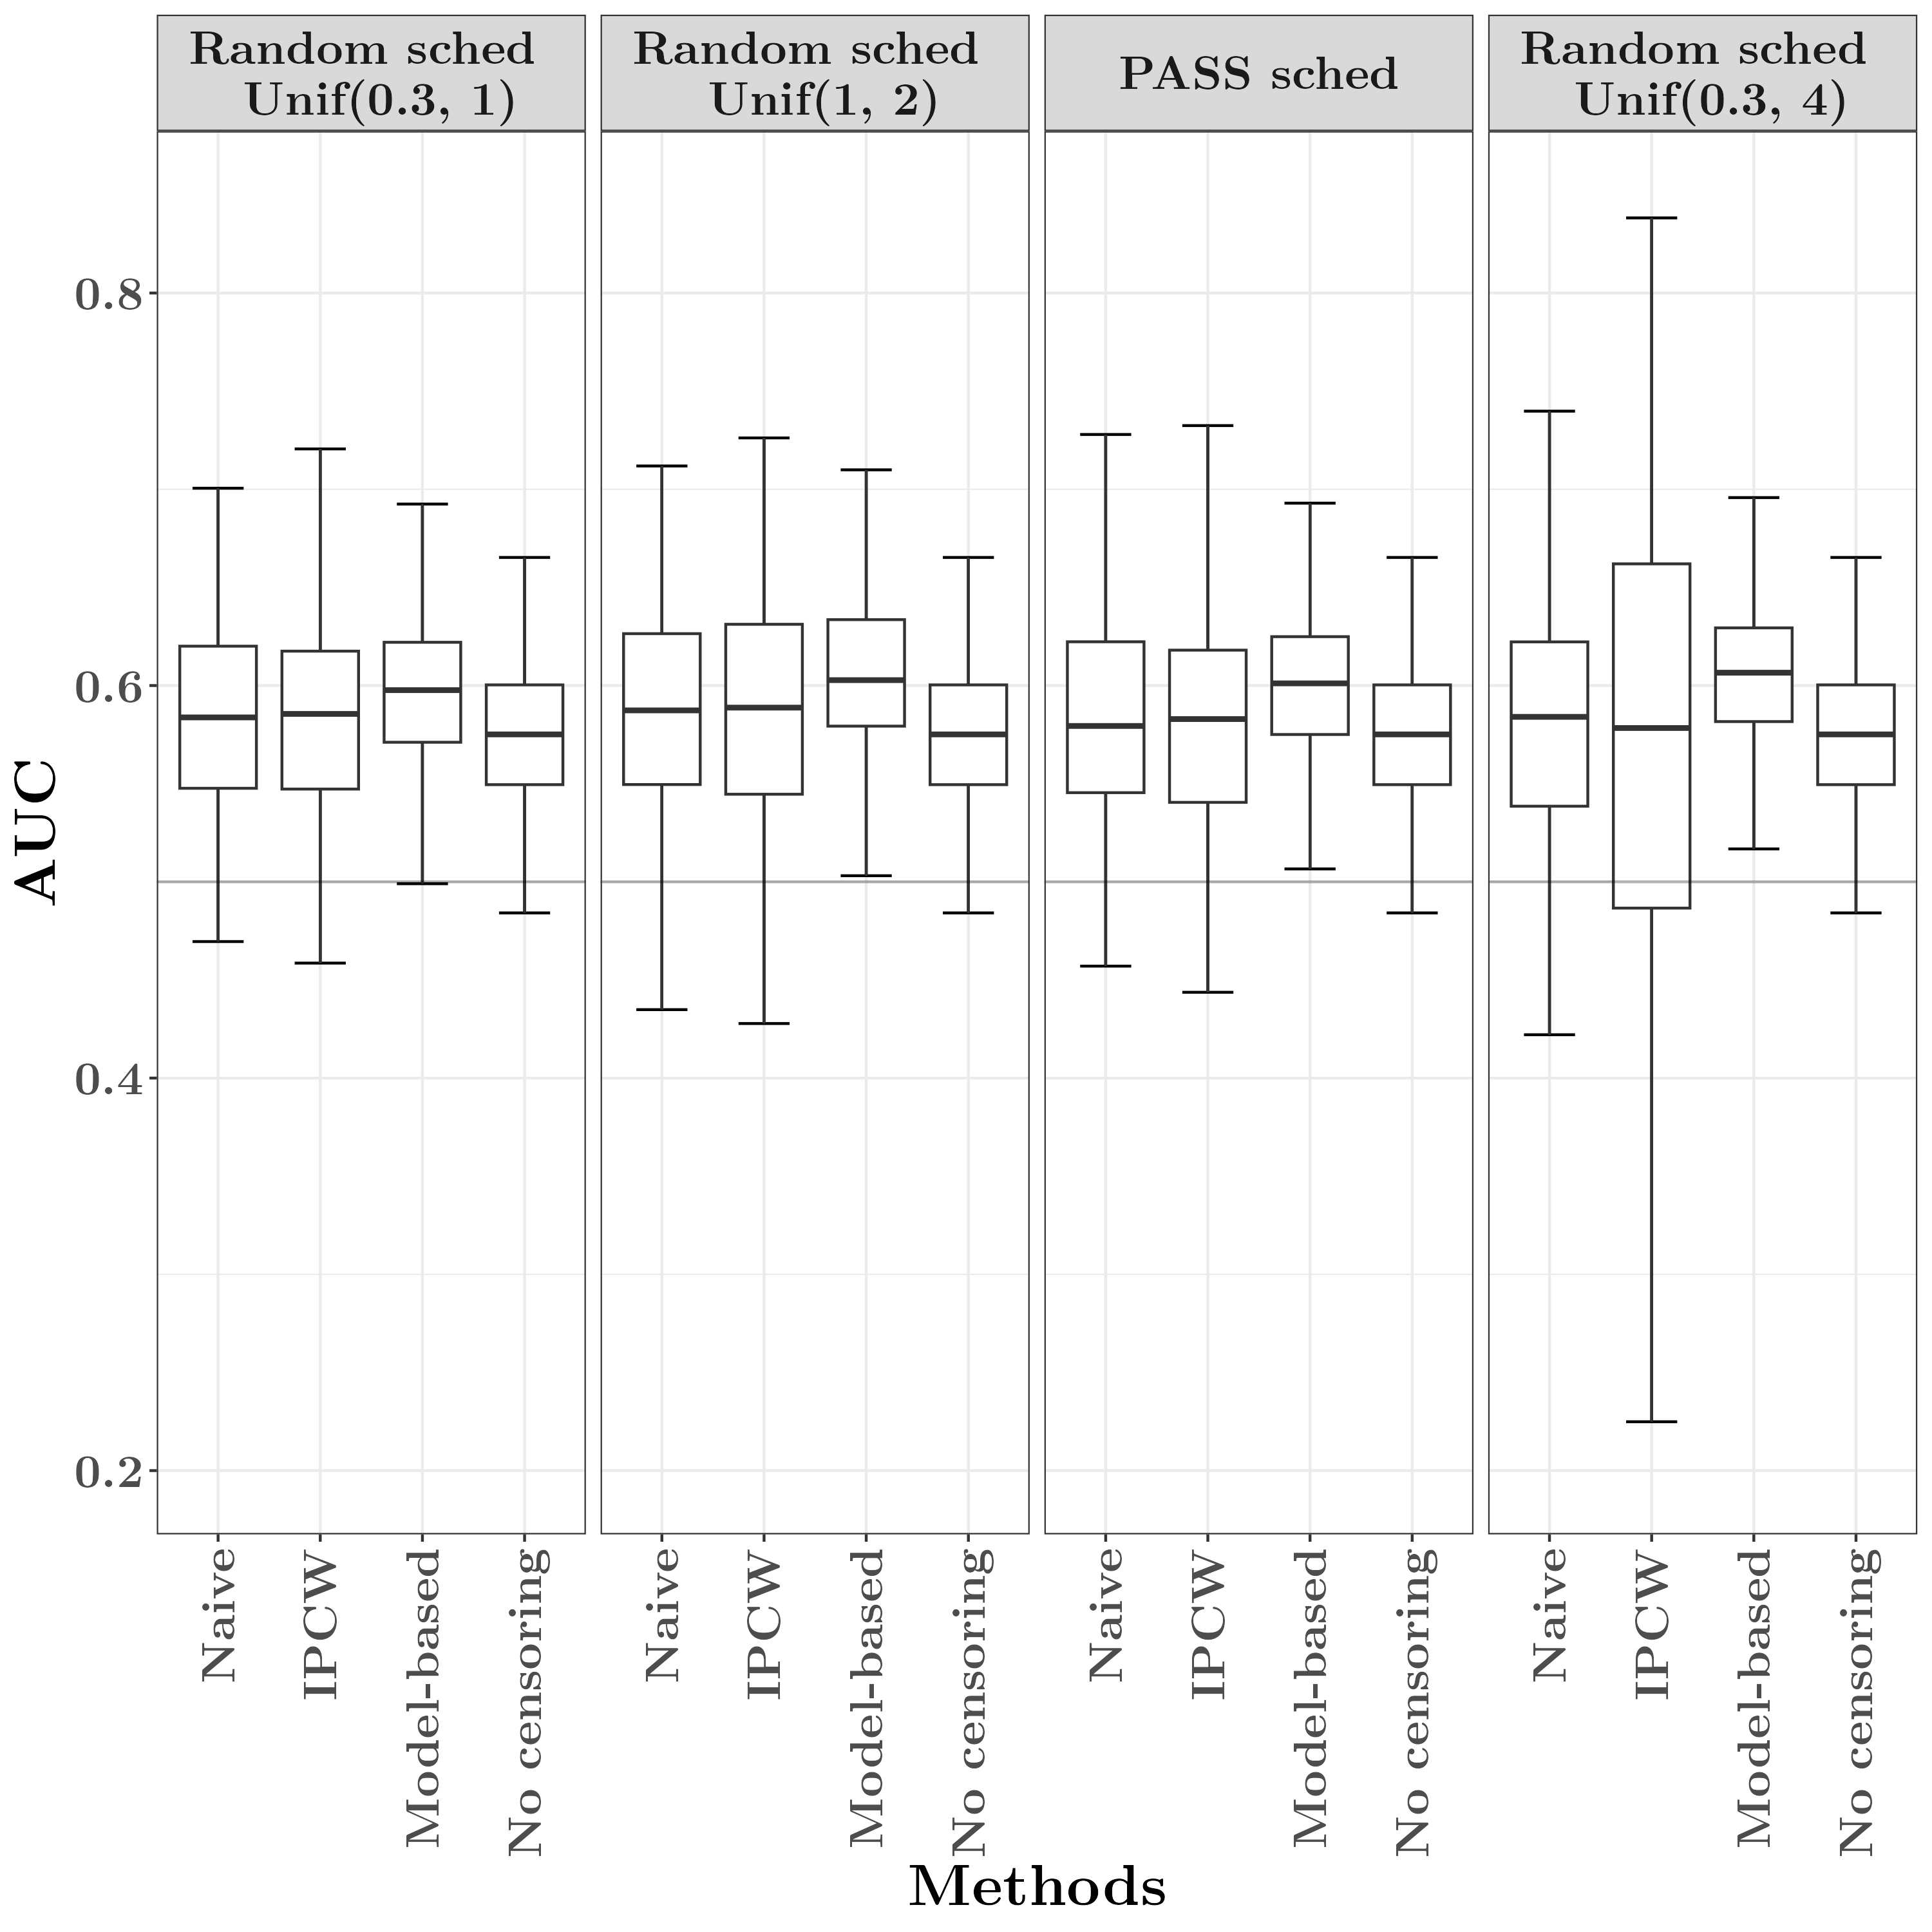 Random sched
Unif(0.3, 1)
Random sched
Unif(1, 2)
PASS sched
Random sched
Unif(0.3, 4)
AUC
0.8
0.6
0.4
0.2
Naive
IPCW
Model-based
No censoring
Naive
IPCW
Model-based
No censoring
Naive
IPCW
Model-based
No censoring
Naive
IPCW
Model-based
No censoring
Methods